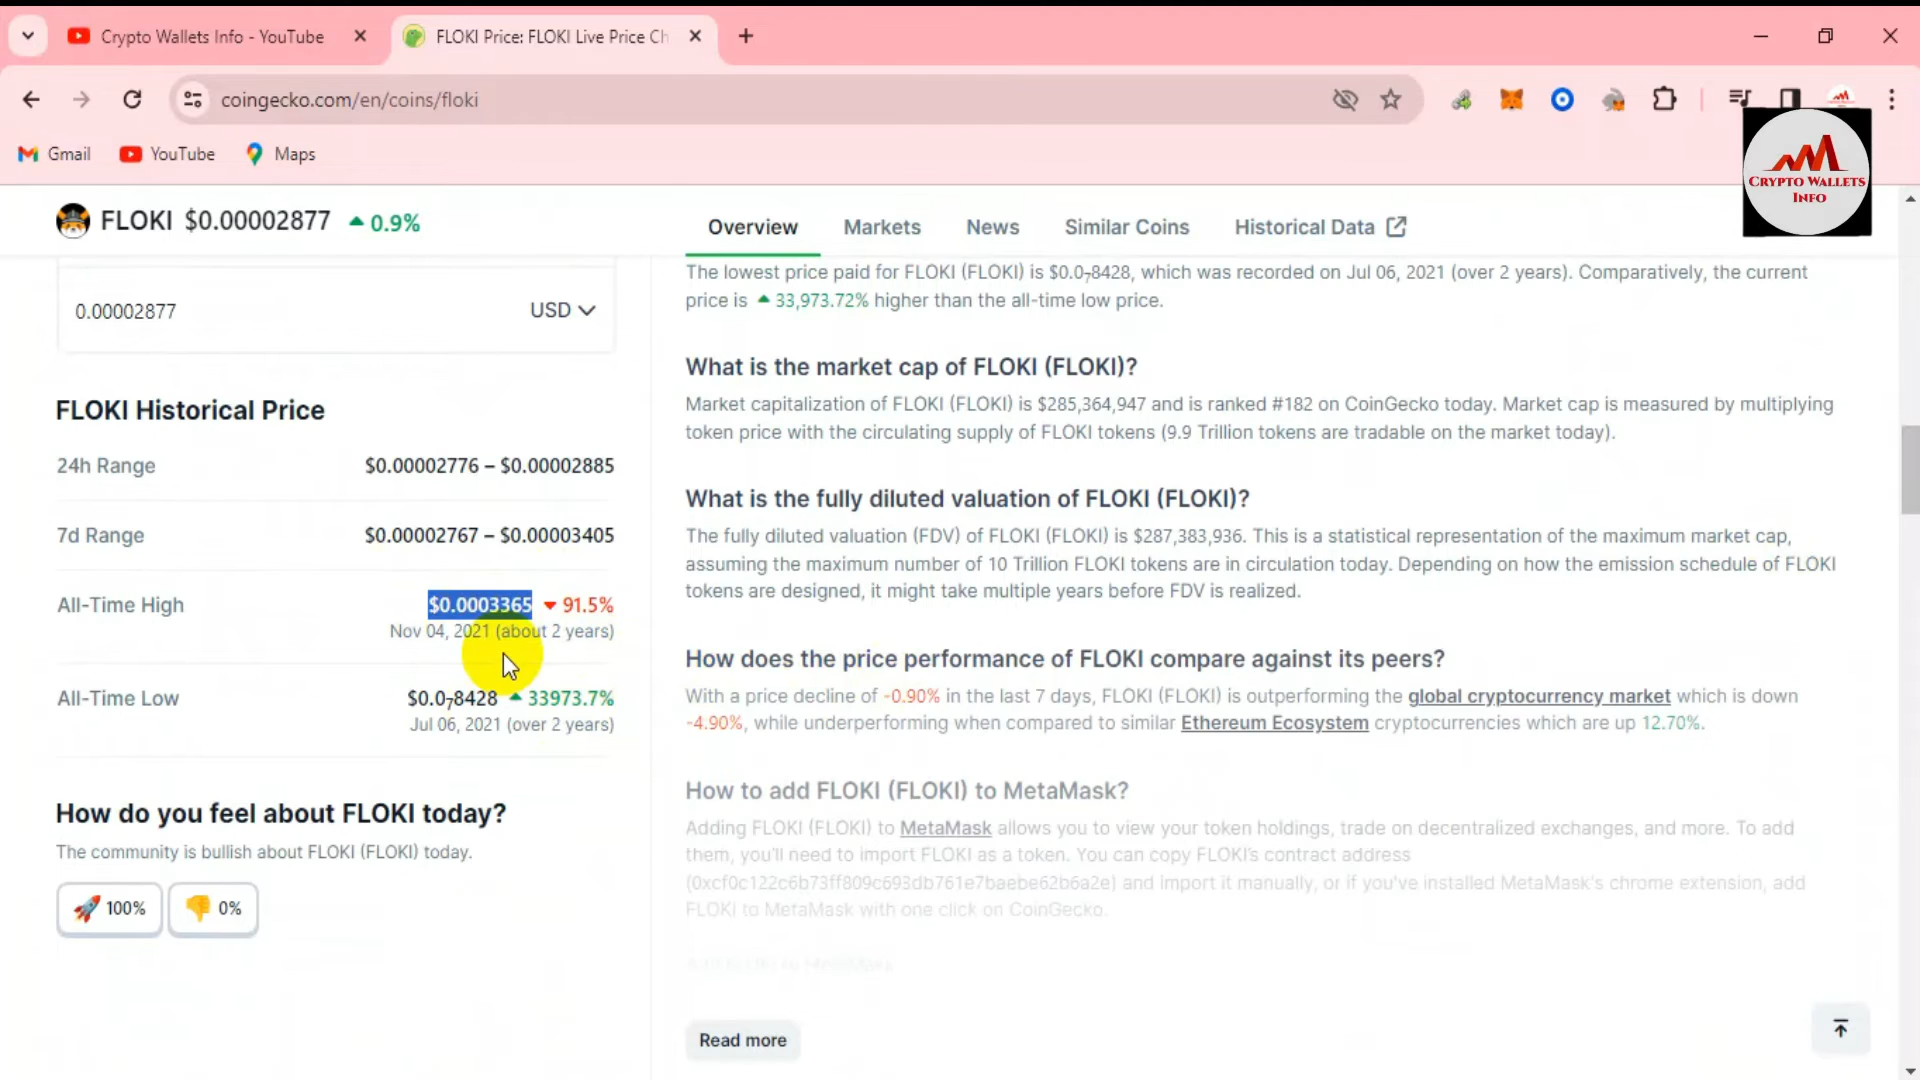 Crypto Wallets Info - YouTube
FLOKI Price: FLOKI Live Price Ch
coingecko.com/en/coins/floki
Gmail
YouTube
Maps
CRYPTO WALLETS
INFO
FLOKI $0.00002877 ▲ 0.9%
Overview
Markets
News
Similar Coins
Historical Data
0.00002877
USD
FLOKI Historical Price
24h Range
$0.00002776 – $0.00002885
7d Range
$0.00002767 – $0.00003405
All-Time High
$0.0003365 ▼ 91.5%
Nov 04, 2021 (about 2 years)
All-Time Low
$0.0₇8428 ▲ 33973.7%
Jul 06, 2021 (over 2 years)
How do you feel about FLOKI today?
The community is bullish about FLOKI (FLOKI) today.
🚀 100%
👎 0%
The lowest price paid for FLOKI (FLOKI) is $0.0₇8428, which was recorded on Jul 06, 2021 (over 2 years). Comparatively, the current
price is ▲ 33,973.72% higher than the all-time low price.
What is the market cap of FLOKI (FLOKI)?
Market capitalization of FLOKI (FLOKI) is $285,364,947 and is ranked #182 on CoinGecko today. Market cap is measured by multiplying
token price with the circulating supply of FLOKI tokens (9.9 Trillion tokens are tradable on the market today).
What is the fully diluted valuation of FLOKI (FLOKI)?
The fully diluted valuation (FDV) of FLOKI (FLOKI) is $287,383,936. This is a statistical representation of the maximum market cap,
assuming the maximum number of 10 Trillion FLOKI tokens are in circulation today. Depending on how the emission schedule of FLOKI
tokens are designed, it might take multiple years before FDV is realized.
How does the price performance of FLOKI compare against its peers?
With a price decline of -0.90% in the last 7 days, FLOKI (FLOKI) is outperforming the global cryptocurrency market which is down
-4.90%, while underperforming when compared to similar Ethereum Ecosystem cryptocurrencies which are up 12.70%.
How to add FLOKI (FLOKI) to MetaMask?
Adding FLOKI (FLOKI) to MetaMask allows you to view your token holdings, trade on decentralized exchanges, and more. To add
them, you'll need to import FLOKI as a token. You can copy FLOKI's contract address
(0xcf0c122c6b73ff809c693db761e7baebe62b6a2e) and import it manually, or if you've installed MetaMask's chrome extension, add
FLOKI to MetaMask with one click on CoinGecko.
Read more